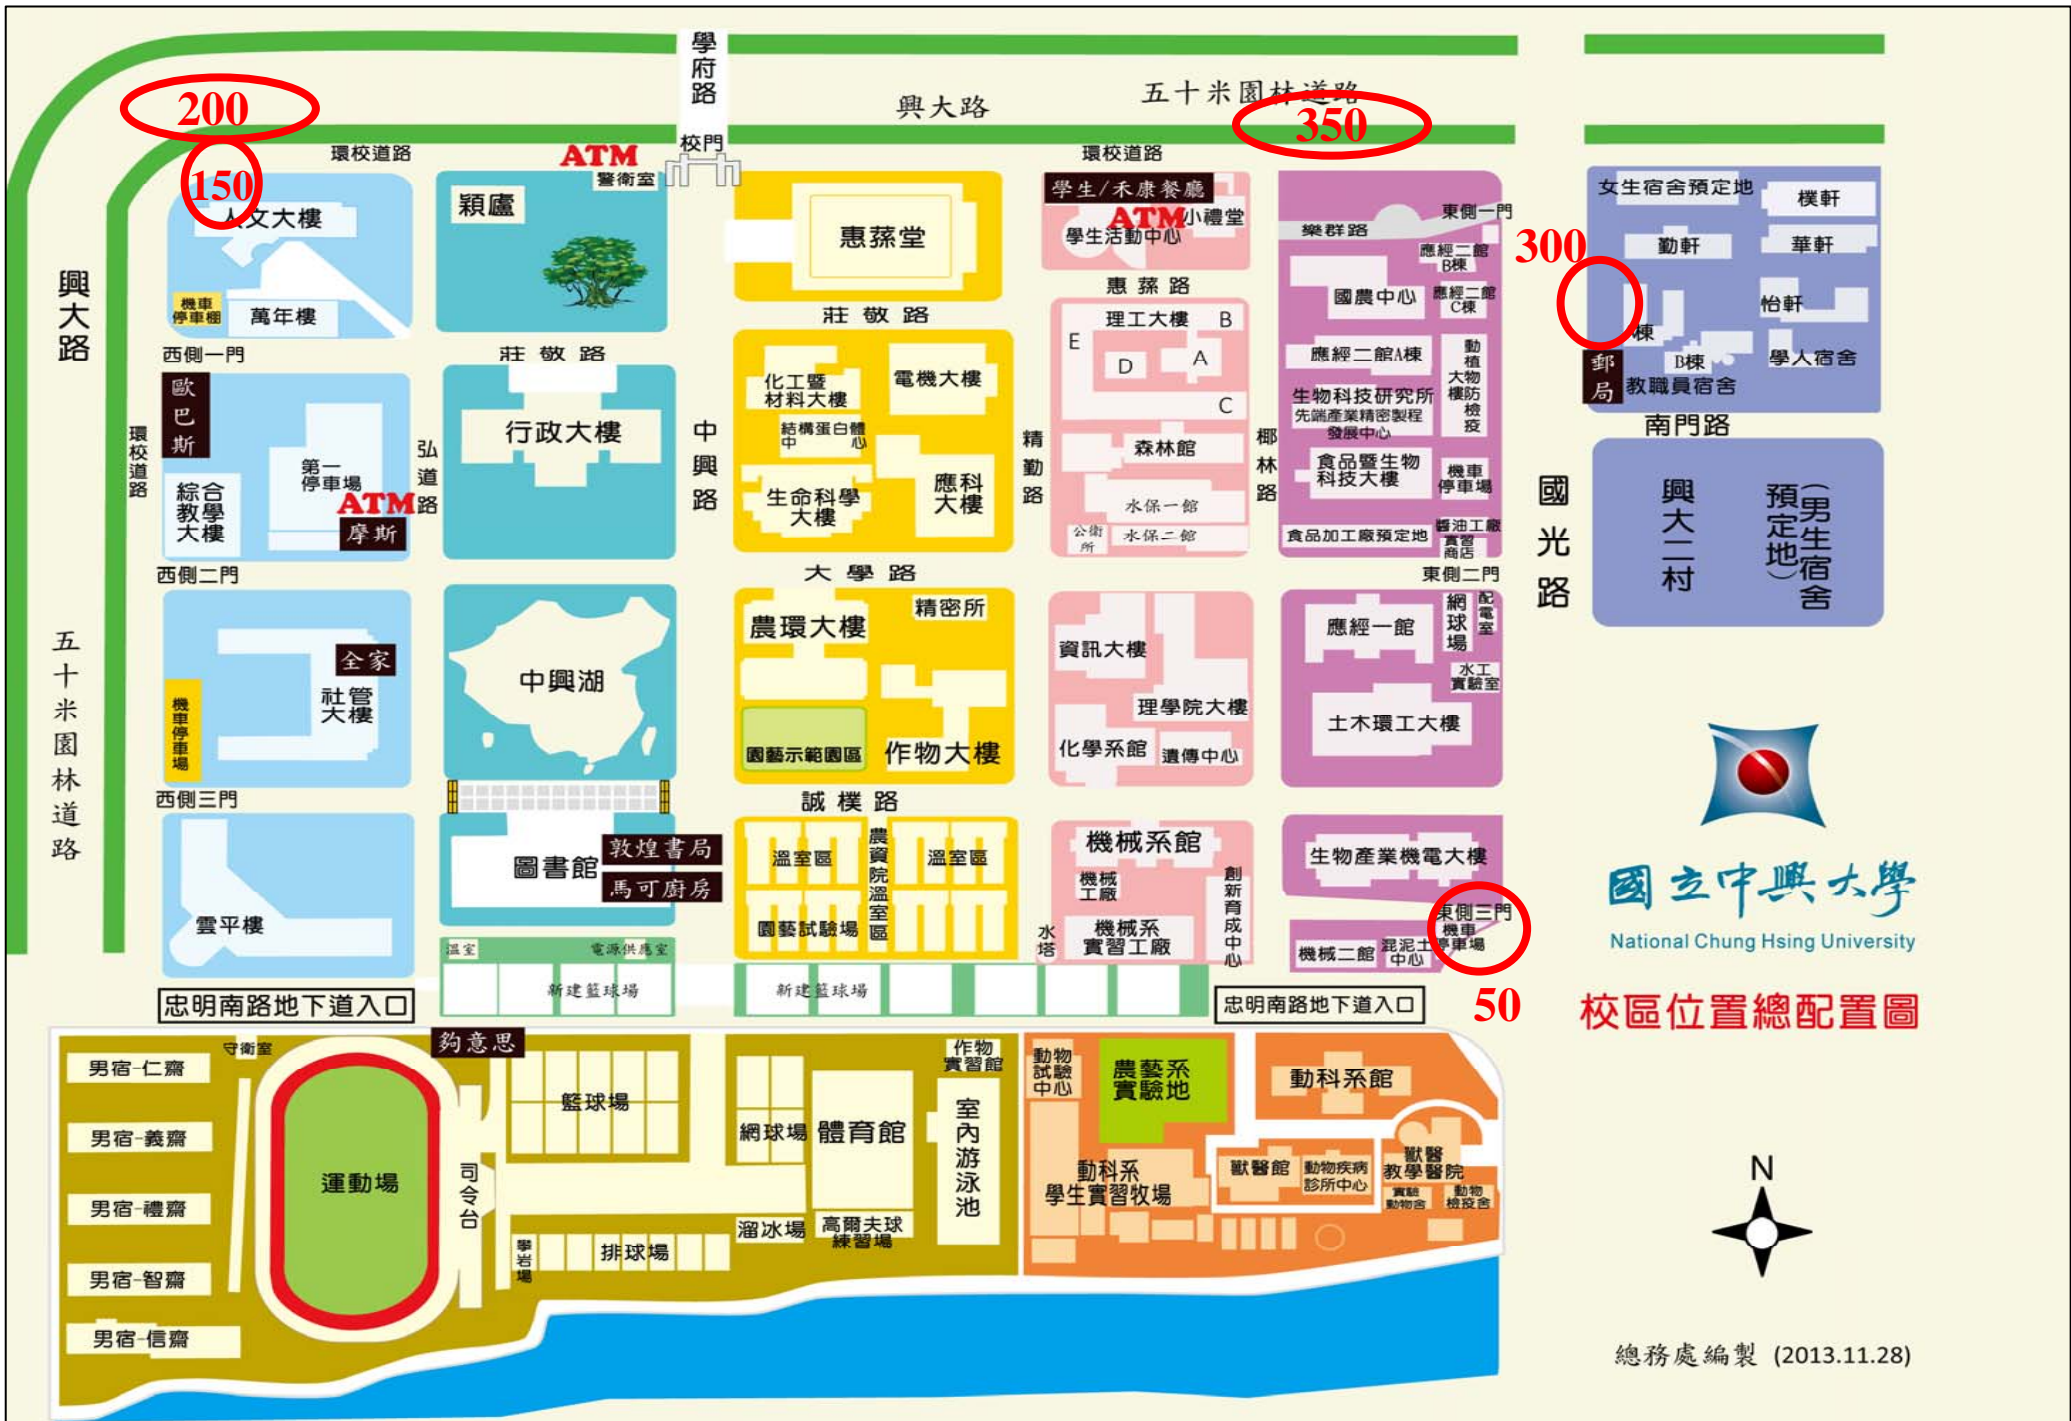 學府路
200
興大路
五十米園林道路
350
校門
環校道路
ATM
警衛室
環校道路
150
人文大樓
機車
停車棚
萬年樓
穎廬
惠蓀堂
學生/禾康餐廳
ATM
小禮堂
學生活動中心
樂群路
東側一門
應經二館
B棟
國農中心
應經二館
C棟
300
女生宿舍預定地
樸軒
勤軒
華軒
怡軒
棟
B棟
學人宿舍
郵局
教職員宿舍
南門路
興大路
西側一門
莊敬路
莊敬路
惠蓀路
理工大樓
B
E
D
A
C
應經二館A棟
動植物防檢疫大樓
生物科技研究所
先端產業精密製程
發展中心
歐巴斯
環校道路
第一
停車場
弘道路
ATM
綜合
教學
大樓
摩斯
行政大樓
中興路
化工暨
材料大樓
電機大樓
結構蛋白體
中心
生命科學
大樓
應科
大樓
精勤路
森林館
水保一館
公衛所
水保二館
椰林路
食品暨生物
科技大樓
機車
停車場
食品加工廠預定地
醬油工廠
實習
商店
國光路
興大二村
(男生宿舍
預定地)
西側二門
大學路
東側二門
五十米園林道路
全家
社管
大樓
機車停車場
中興湖
農環大樓
精密所
園藝示範園區
作物大樓
資訊大樓
理學院大樓
化學系館
遺傳中心
應經一館
網球場
配電室
水工
實驗室
土木環工大樓
西側三門
誠樸路
雲平樓
圖書館
敦煌書局
馬可廚房
溫室區
農資院溫室區
溫室區
園藝試驗場
機械系館
機械
工廠
創新育成中心
水塔
機械系
實習工廠
生物產業機電大樓
東側三門
機車
停車場
機械二館
混泥土
中心
50
溫室
電源供應室
新建籃球場
新建籃球場
忠明南路地下道入口
忠明南路地下道入口
國立中興大學
National Chung Hsing University
校區位置總配置圖
男宿-仁齋
男宿-義齋
男宿-禮齋
男宿-智齋
男宿-信齋
守衛室
運動場
司令台
夠意思
籃球場
攀岩場
排球場
網球場
體育館
溜冰場
高爾夫球
練習場
作物
實習館
室內游泳池
動物
試驗
中心
農藝系
實驗地
動科系館
動科系
學生實習牧場
獸醫館
動物疾病
診所中心
獸醫
教學醫院
實驗
動物舍
動物
檢疫舍
N
總務處編製 (2013.11.28)